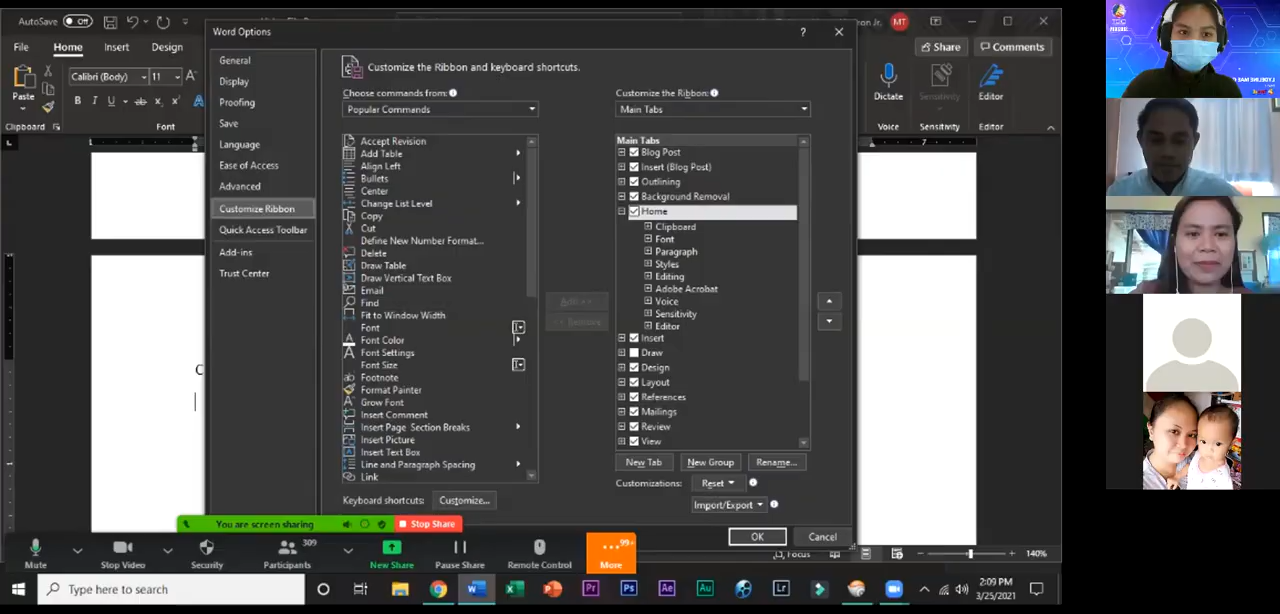 AutoSave Off
Word Options
ron Jr. MT
File Home Insert Design
Share Comments
Calibri (Body) 11
Paste
B I U ab
Clipboard Font
Dictate Sensitivity Editor
Voice Sensitivity Editor
General
Display
Proofing
Save
Language
Ease of Access
Advanced
Customize Ribbon
Quick Access Toolbar
Add-ins
Trust Center
Customize the Ribbon and keyboard shortcuts.
Choose commands from:
Popular Commands
Accept Revision
Add Table
Align Left
Bullets
Center
Change List Level
Copy
Cut
Define New Number Format...
Delete
Draw Table
Draw Vertical Text Box
Email
Find
Fit to Window Width
Font
Font Color
Font Settings
Font Size
Footnote
Format Painter
Grow Font
Insert Comment
Insert Page Section Breaks
Insert Picture
Insert Text Box
Line and Paragraph Spacing
Link
Keyboard shortcuts: Customize...
Add >>
<< Remove
Customize the Ribbon:
Main Tabs
Main Tabs
Blog Post
Insert (Blog Post)
Outlining
Background Removal
Home
Clipboard
Font
Paragraph
Styles
Editing
Adobe Acrobat
Voice
Sensitivity
Editor
Insert
Draw
Design
Layout
References
Mailings
Review
View
New Tab New Group Rename...
Customizations: Reset
Import/Export
OK Cancel
You are screen sharing Stop Share
Mute Stop Video Security Participants 309 New Share Pause Share Remote Control 99+ More
Focus 140%
Type here to search
2:09 PM
3/25/2021